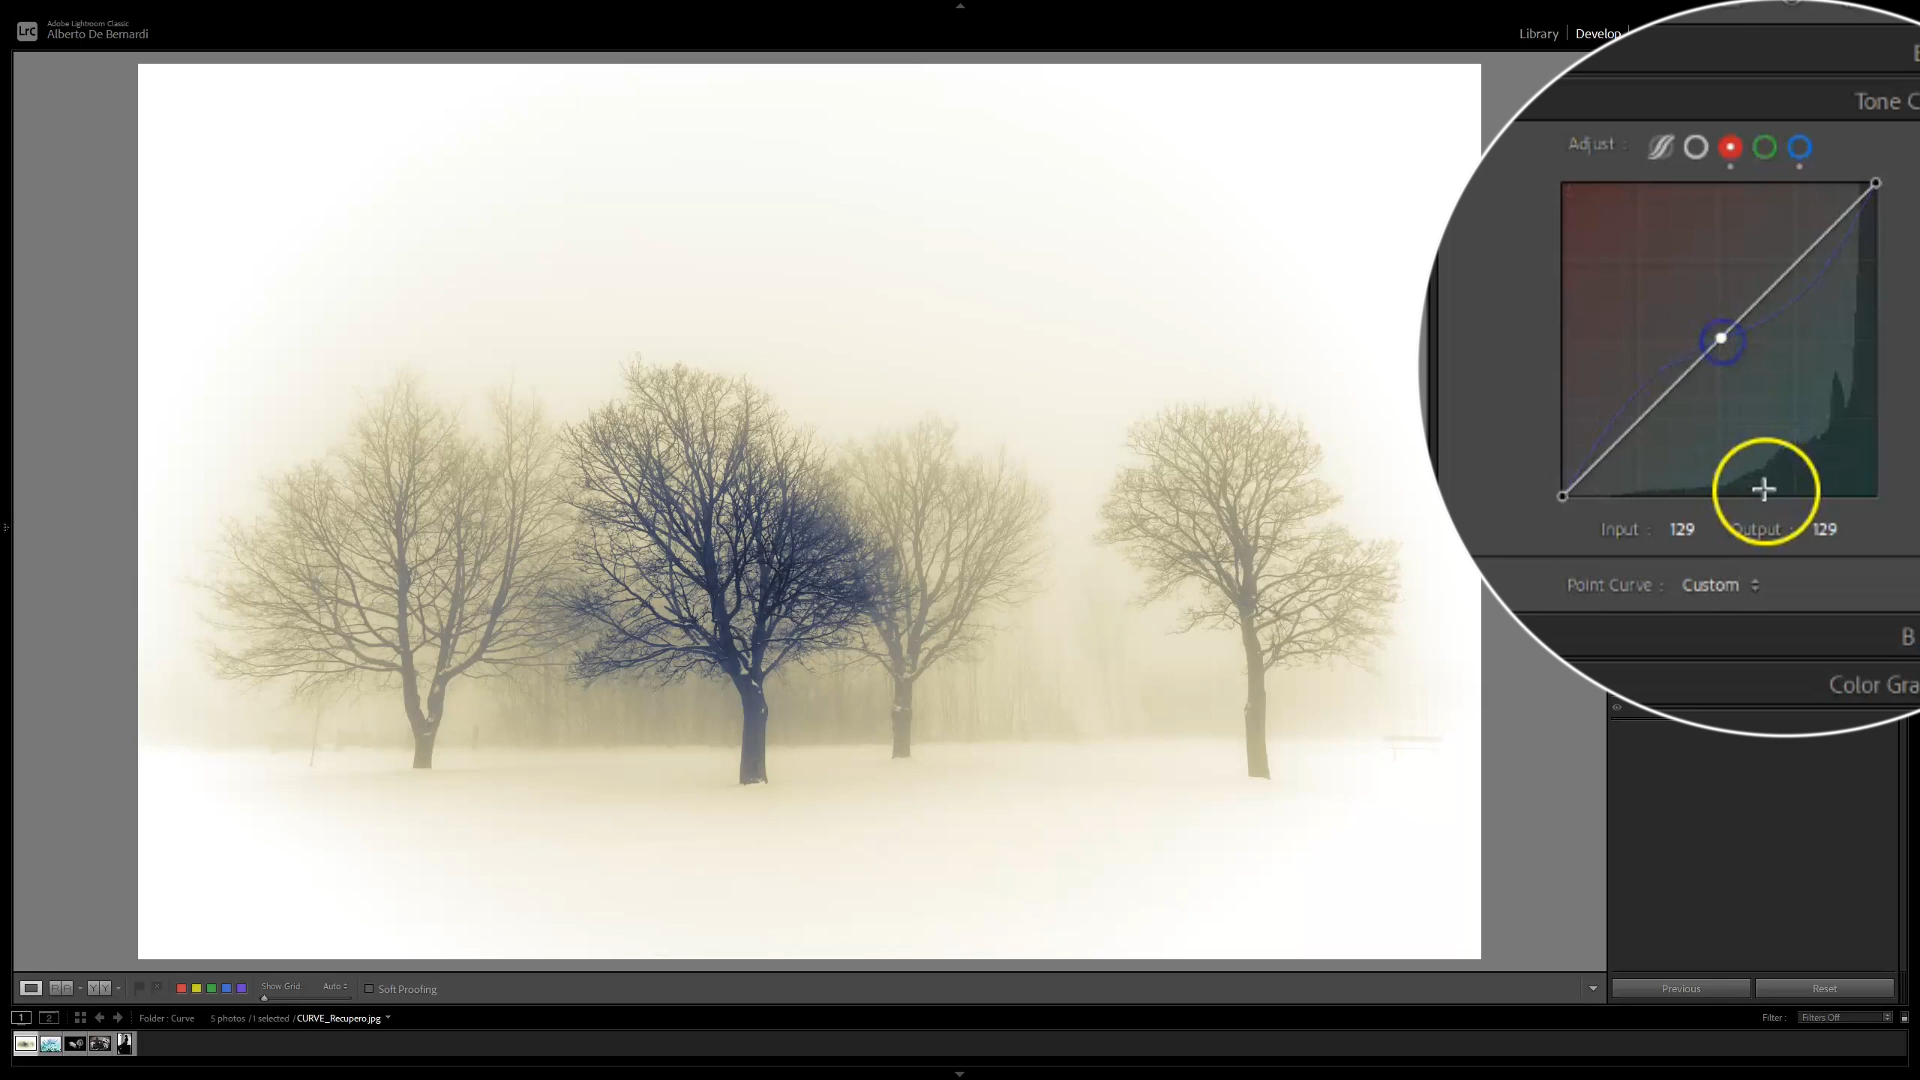 LrC
Adobe Lightroom Classic
Alberto De Bernardi
Library | Develop
Tone C
Adjust :
Input : 129 Output : 129
Point Curve : Custom
B
Color Gra
Show Grid: Auto
Soft Proofing
Previous
Reset
1 2 Folder : Curve 5 photos / 1 selected / CURVE_Recupero.jpg
Filter : Filters Off